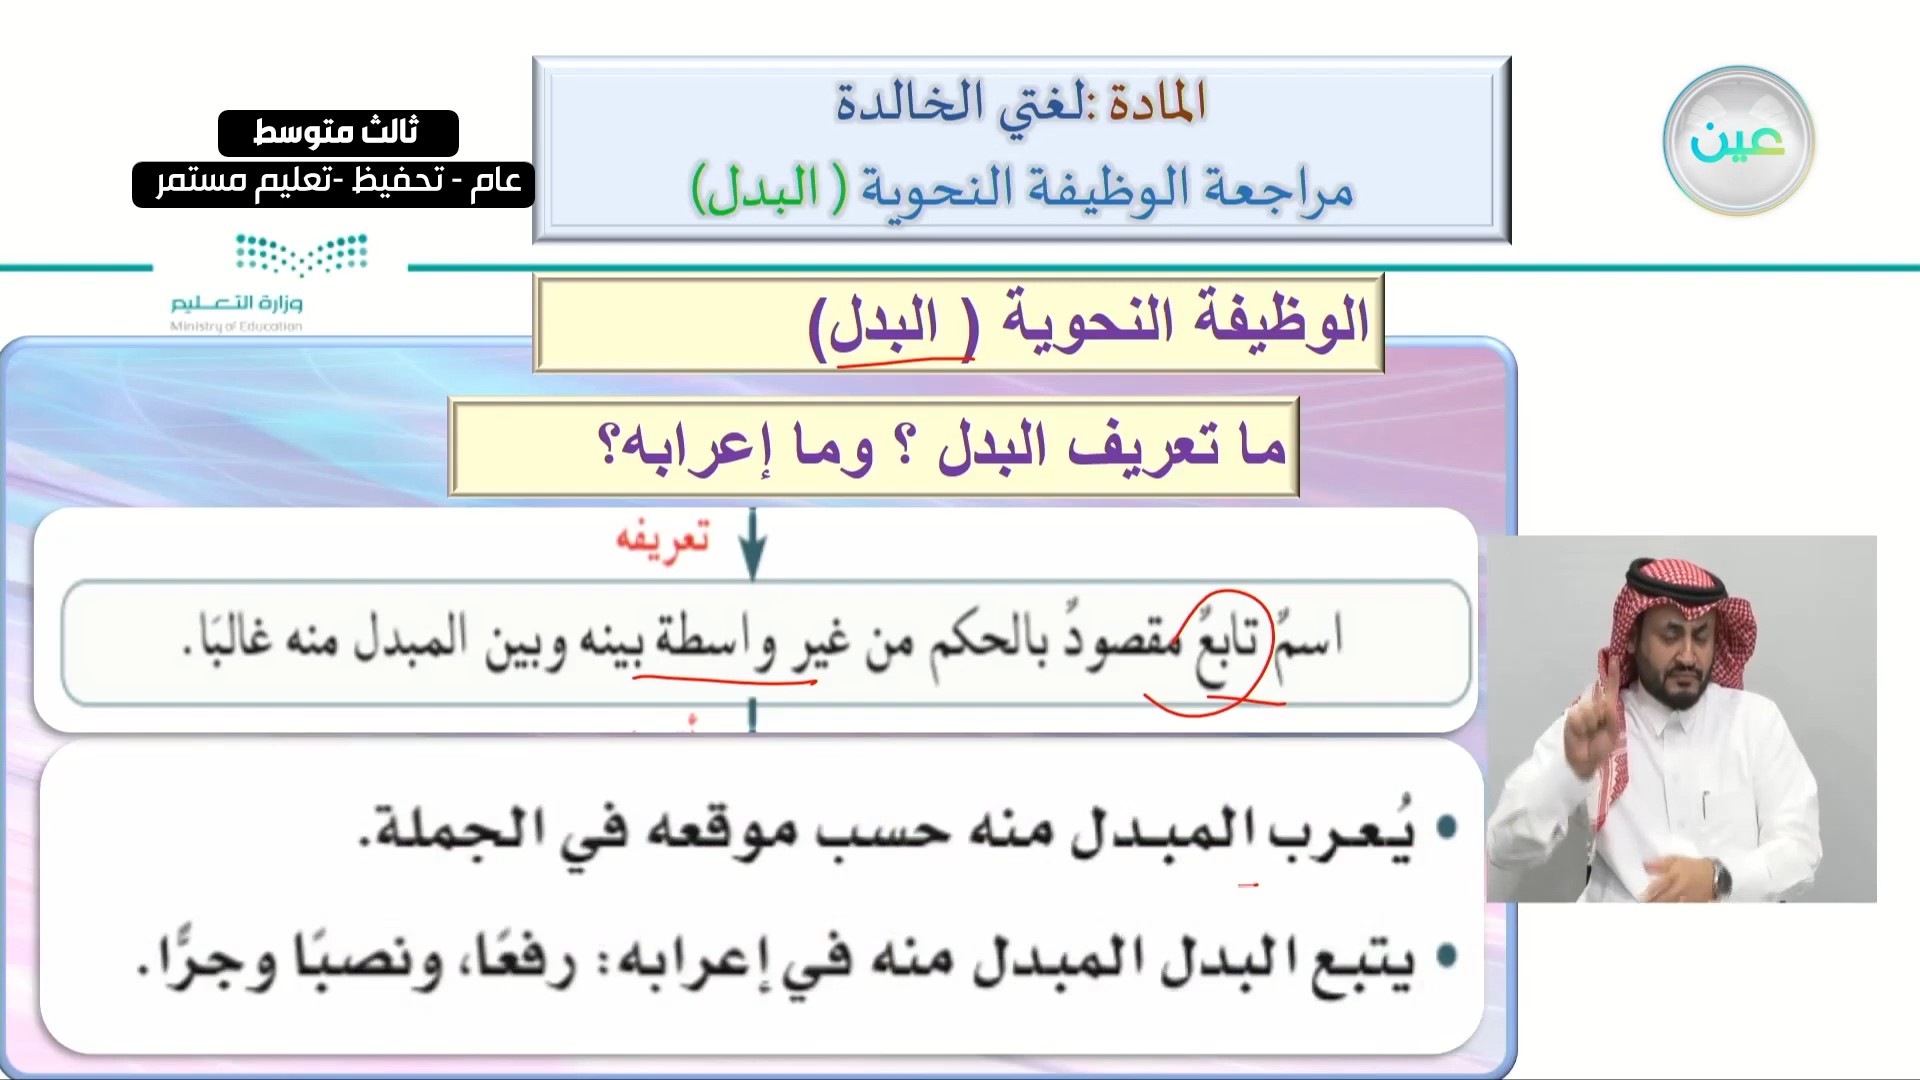 المادة :لغتي الخالدة
مراجعة الوظيفة النحوية ( البدل)
عين
ثالث متوسط
عام - تحفيظ -تعليم مستمر
وزارة التعـــليم
Ministry of Education
الوظيفة النحوية ( البدل)
ما تعريف البدل ؟ وما إعرابه؟
تعريفه
اسمٌ تابعٌ مقصودٌ بالحكم من غير واسطة بينه وبين المبدل منه غالبًا.
• يُعرب المبدل منه حسب موقعه في الجملة.
• يتبع البدل المبدل منه في إعرابه: رفعًا، ونصبًا وجرًّا.